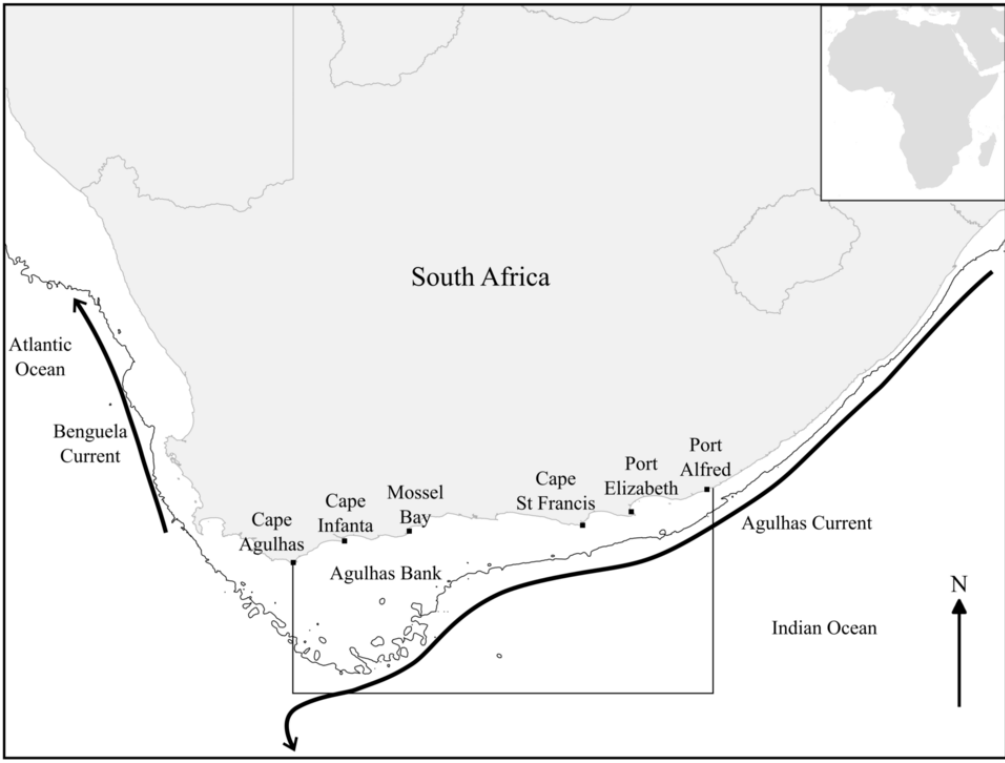 South Africa
Atlantic
Ocean
Benguela
Current
Cape
Agulhas
Cape
Infanta
Mossel
Bay
Cape
St Francis
Port
Elizabeth
Port
Alfred
Agulhas Bank
Agulhas Current
Indian Ocean
N